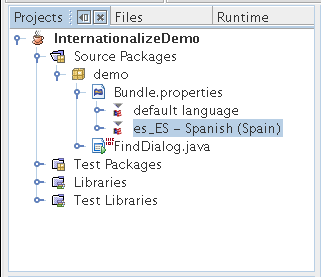 Projects Files Runtime
InternationalizeDemo
Source Packages
demo
Bundle.properties
default language
es_ES – Spanish (Spain)
FindDialog.java
Test Packages
Libraries
Test Libraries